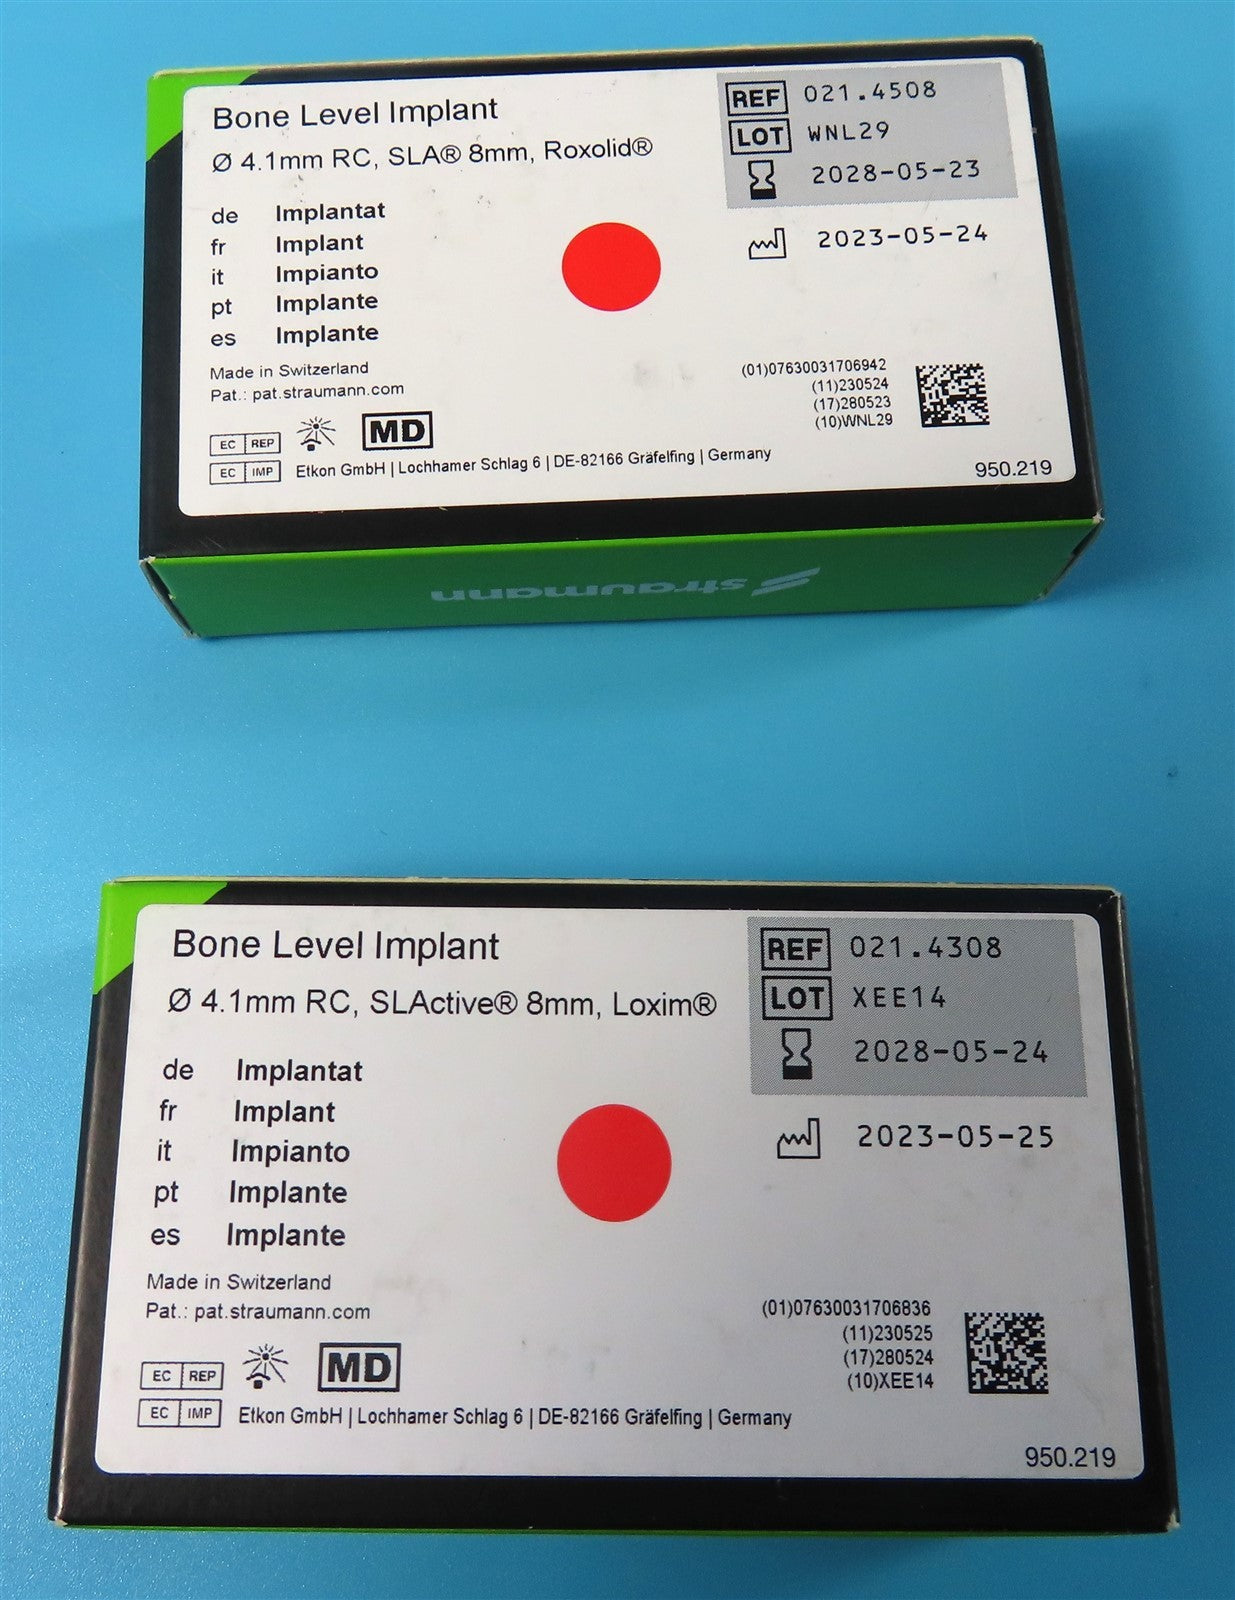 Bone Level Implant
Ø 4.1mm RC, SLA® 8mm, Roxolid®
REF 021.4508
LOT WNL29
2028-05-23
2023-05-24
de Implantat
fr Implant
it Impianto
pt Implante
es Implante
Made in Switzerland
Pat.: pat.straumann.com
(01)07630031706942
(11)230524
(17)280523
(10)WNL29
EC REP
MD
EC IMP Etkon GmbH | Lochhamer Schlag 6 | DE-82166 Gräfelfing | Germany
950.219
straumann
Bone Level Implant
Ø 4.1mm RC, SLActive® 8mm, Loxim®
REF 021.4308
LOT XEE14
2028-05-24
2023-05-25
de Implantat
fr Implant
it Impianto
pt Implante
es Implante
Made in Switzerland
Pat.: pat.straumann.com
(01)07630031706836
(11)230525
(17)280524
(10)XEE14
EC REP
MD
EC IMP Etkon GmbH | Lochhamer Schlag 6 | DE-82166 Gräfelfing | Germany
950.219